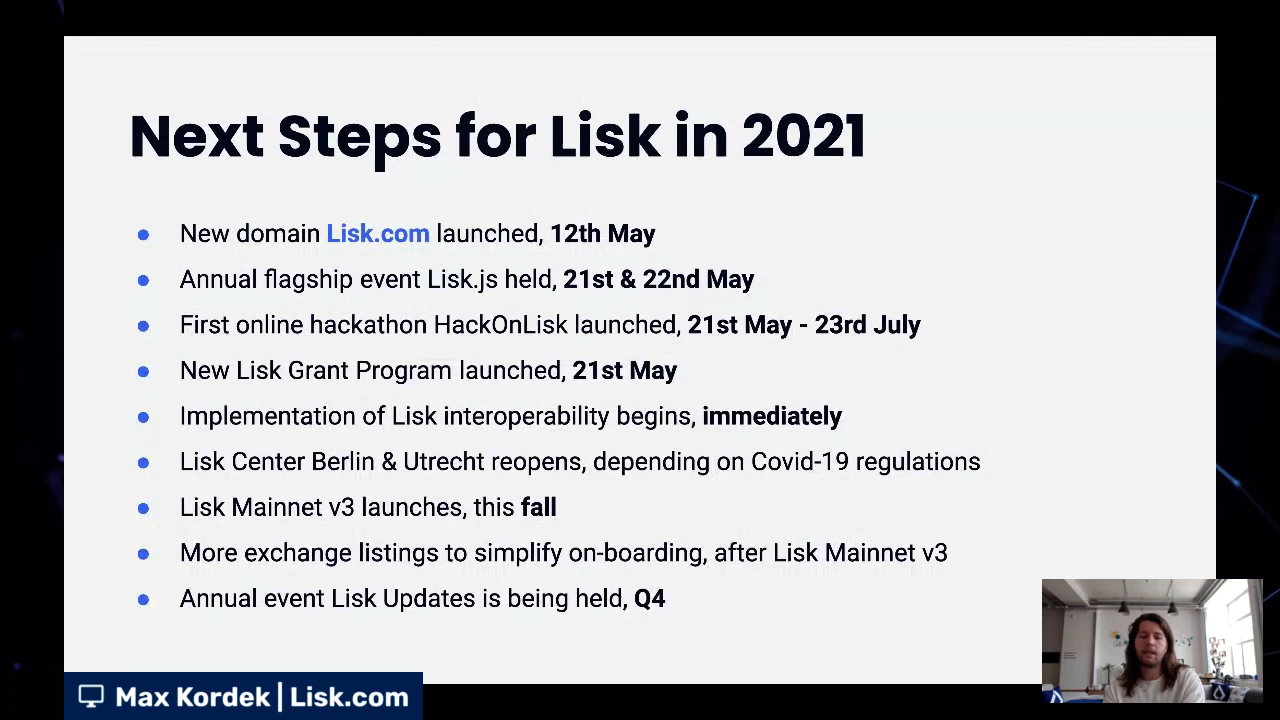 Next Steps for Lisk in 2021
New domain Lisk.com launched, 12th May
Annual flagship event Lisk.js held, 21st & 22nd May
First online hackathon HackOnLisk launched, 21st May - 23rd July
New Lisk Grant Program launched, 21st May
Implementation of Lisk interoperability begins, immediately
Lisk Center Berlin & Utrecht reopens, depending on Covid-19 regulations
Lisk Mainnet v3 launches, this fall
More exchange listings to simplify on-boarding, after Lisk Mainnet v3
Annual event Lisk Updates is being held, Q4
Max Kordek | Lisk.com